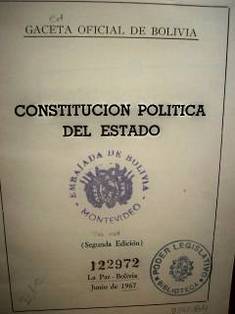 GACETA OFICIAL DE BOLIVIA
CONSTITUCION POLITICA
DEL ESTADO
EMBAJADA DE BOLIVIA
MONTEVIDEO
(Segunda Edición)
122972
La Paz - Bolivia
Junio de 1967
PODER LEGISLATIVO
BIBLIOTECA